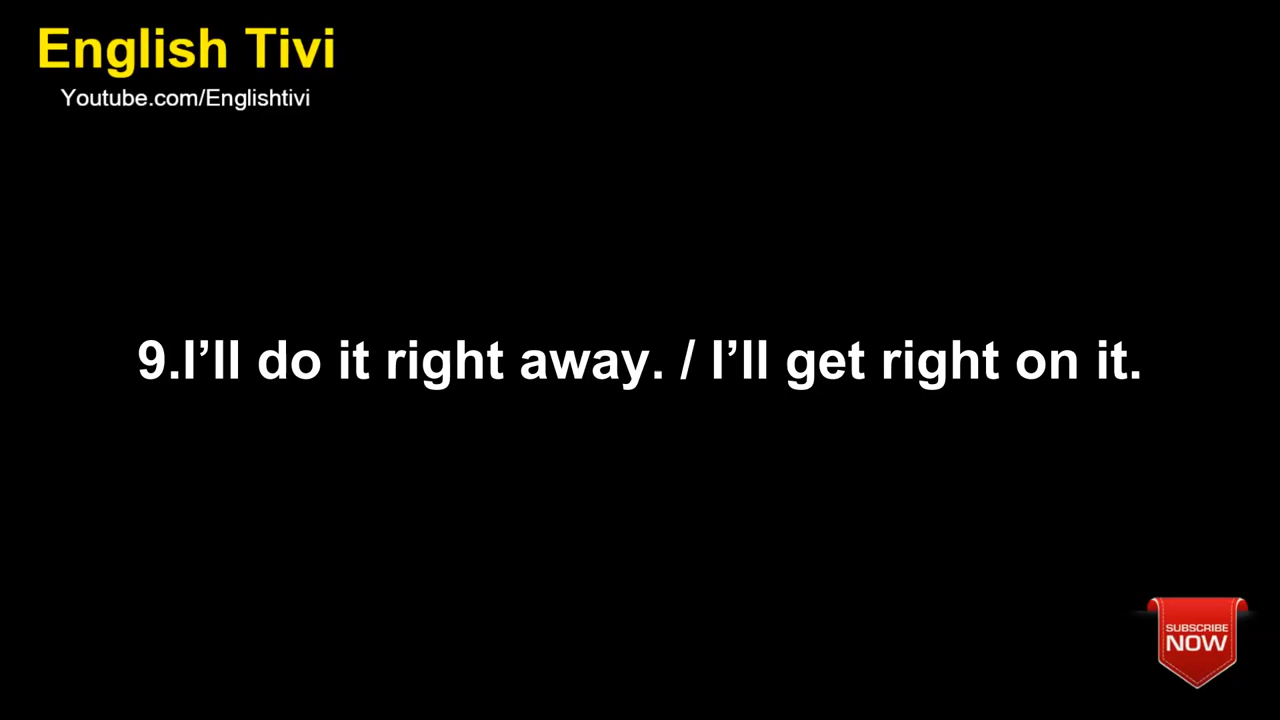 English Tivi
Youtube.com/Englishtivi
9.I’ll do it right away. / I’ll get right on it.
SUBSCRIBE
NOW